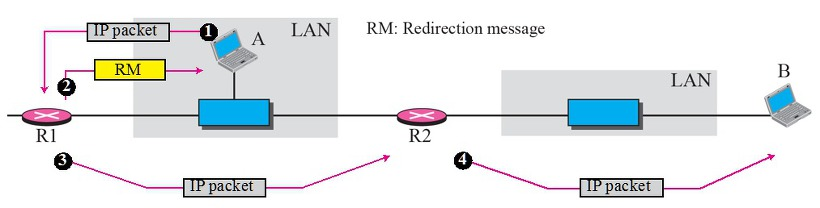 1
IP packet
A
LAN
RM: Redirection message
2
RM
LAN
B
R1
R2
3
IP packet
4
IP packet